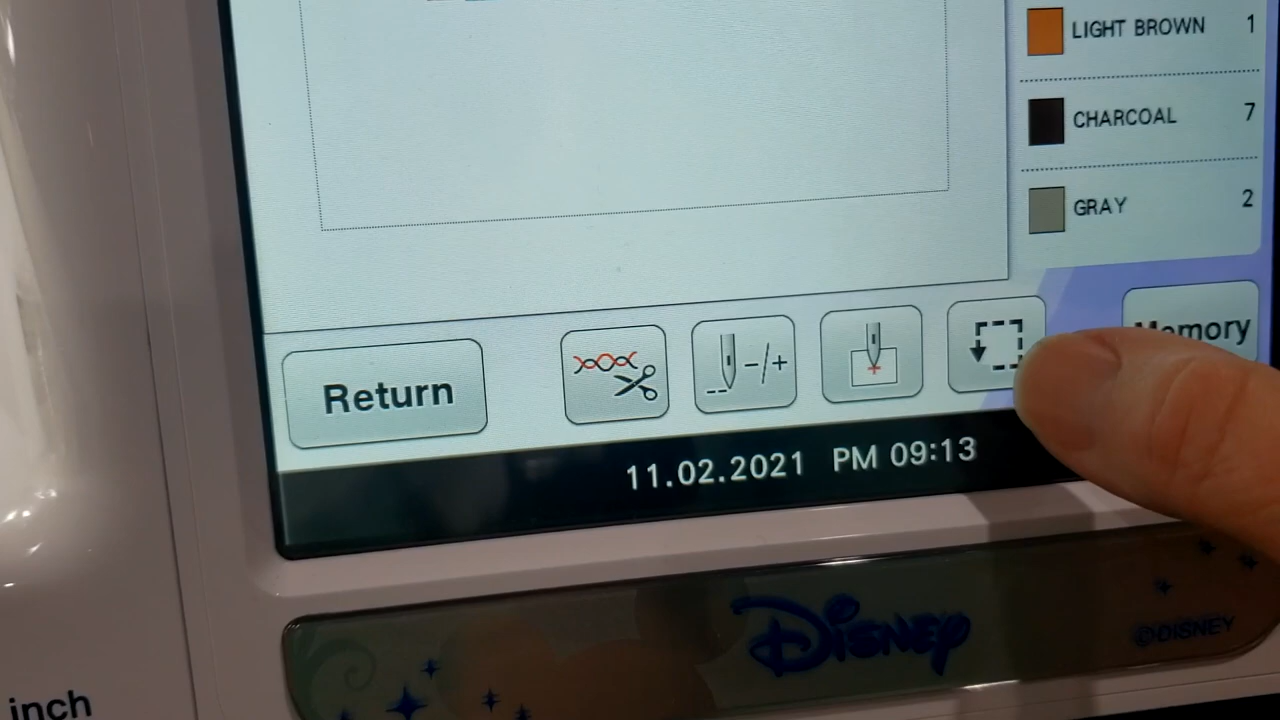 LIGHT BROWN 1
CHARCOAL 7
GRAY 2
Return -/+ Memory
11.02.2021 PM 09:13
Disney
©DISNEY
inch